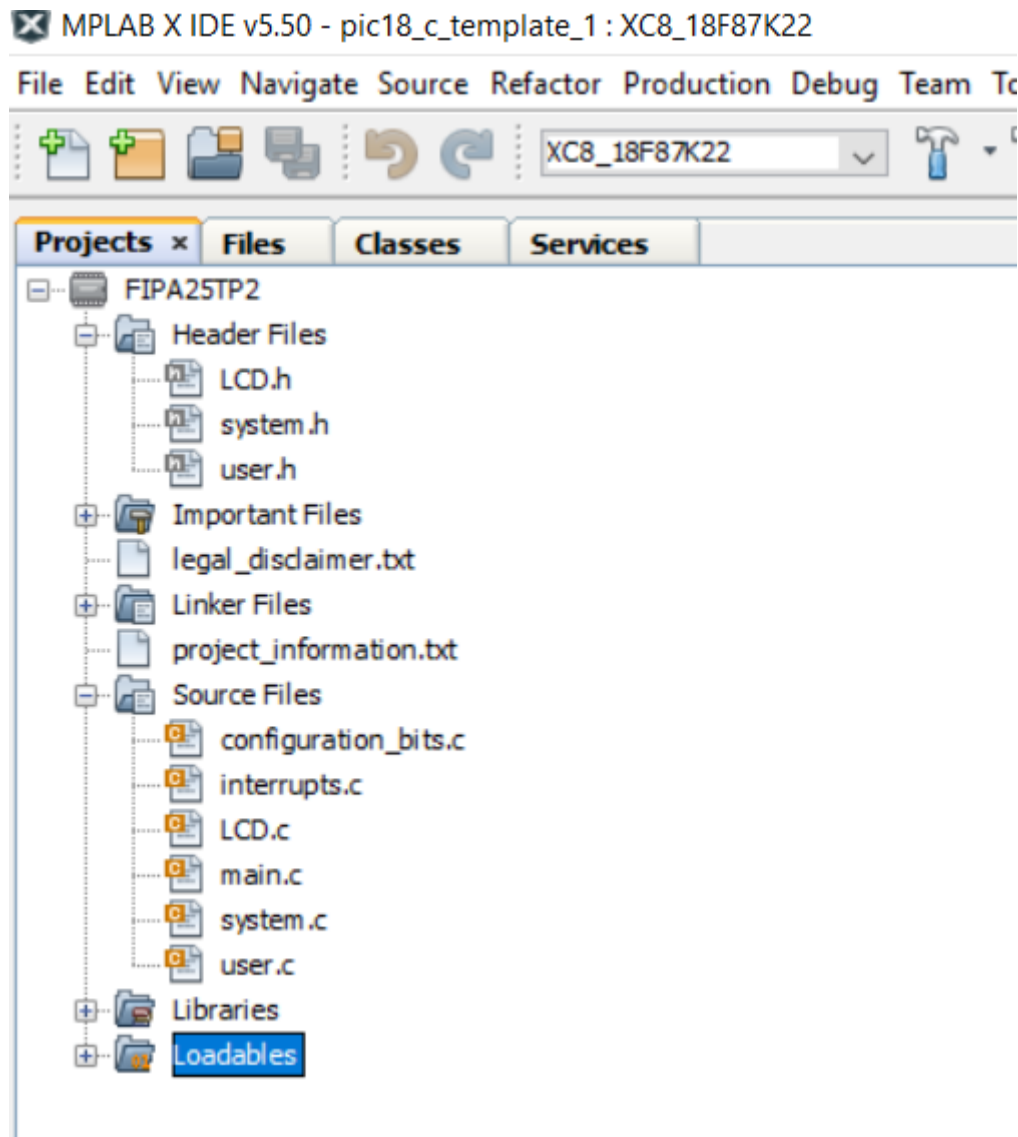 MPLAB X IDE v5.50 - pic18_c_template_1 : XC8_18F87K22
File Edit View Navigate Source Refactor Production Debug Team To
XC8_18F87K22
Projects × Files Classes Services
FIPA25TP2
Header Files
LCD.h
system.h
user.h
Important Files
legal_disclaimer.txt
Linker Files
project_information.txt
Source Files
configuration_bits.c
interrupts.c
LCD.c
main.c
system.c
user.c
Libraries
Loadables